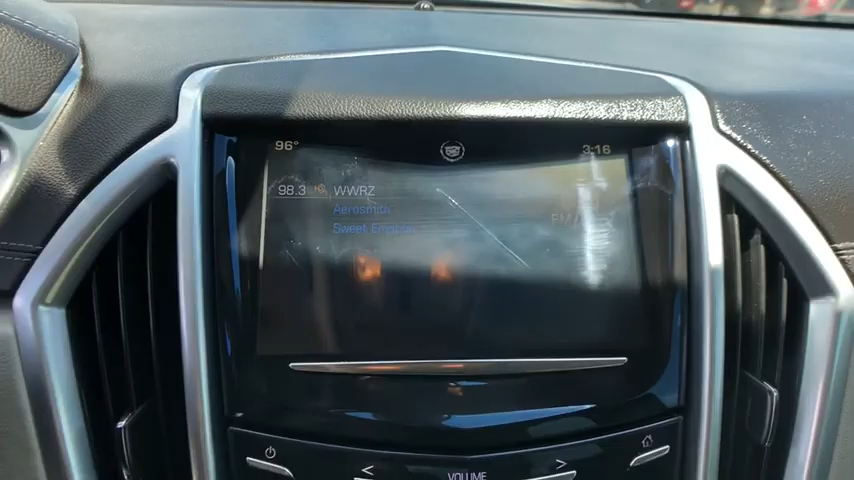 96°
3:16
98.3 WWRZ
Aerosmith
Sweet Emotion
FM
VOLUME